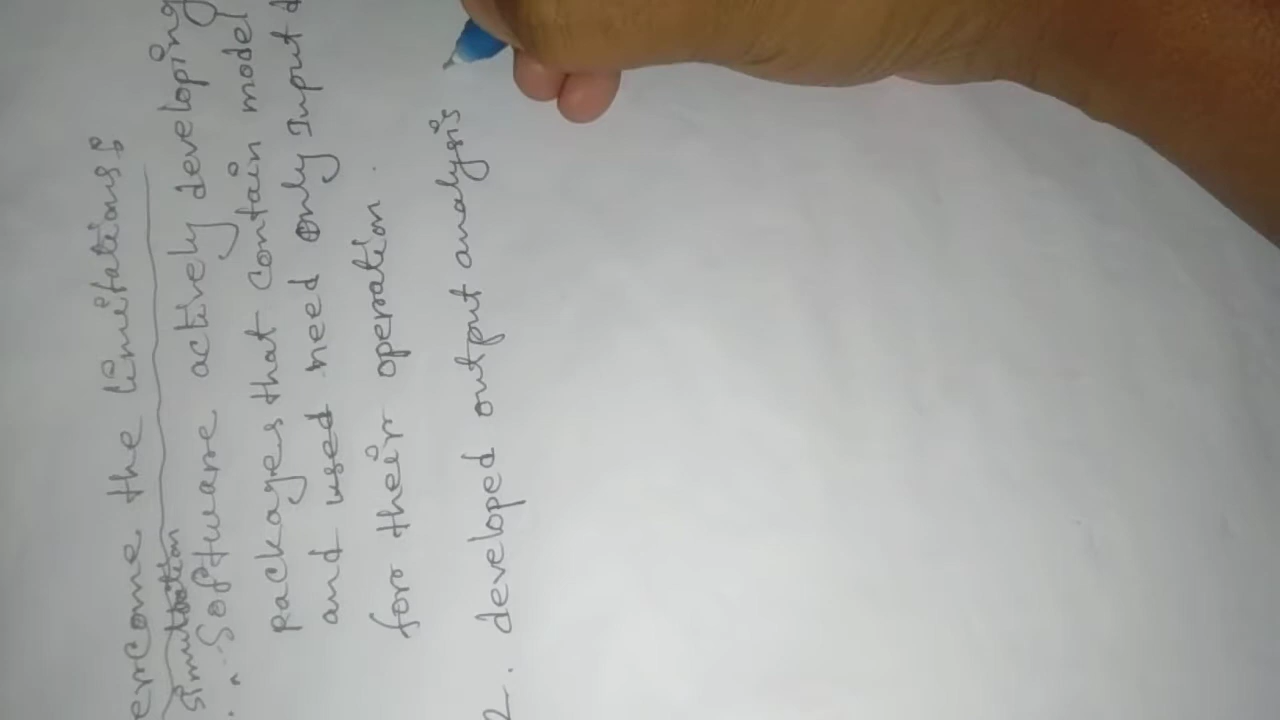 ercome the limitations:
simulation
Software actively developing
packages that contain model
and used need only Input
for their operation.
2. developed output analysis